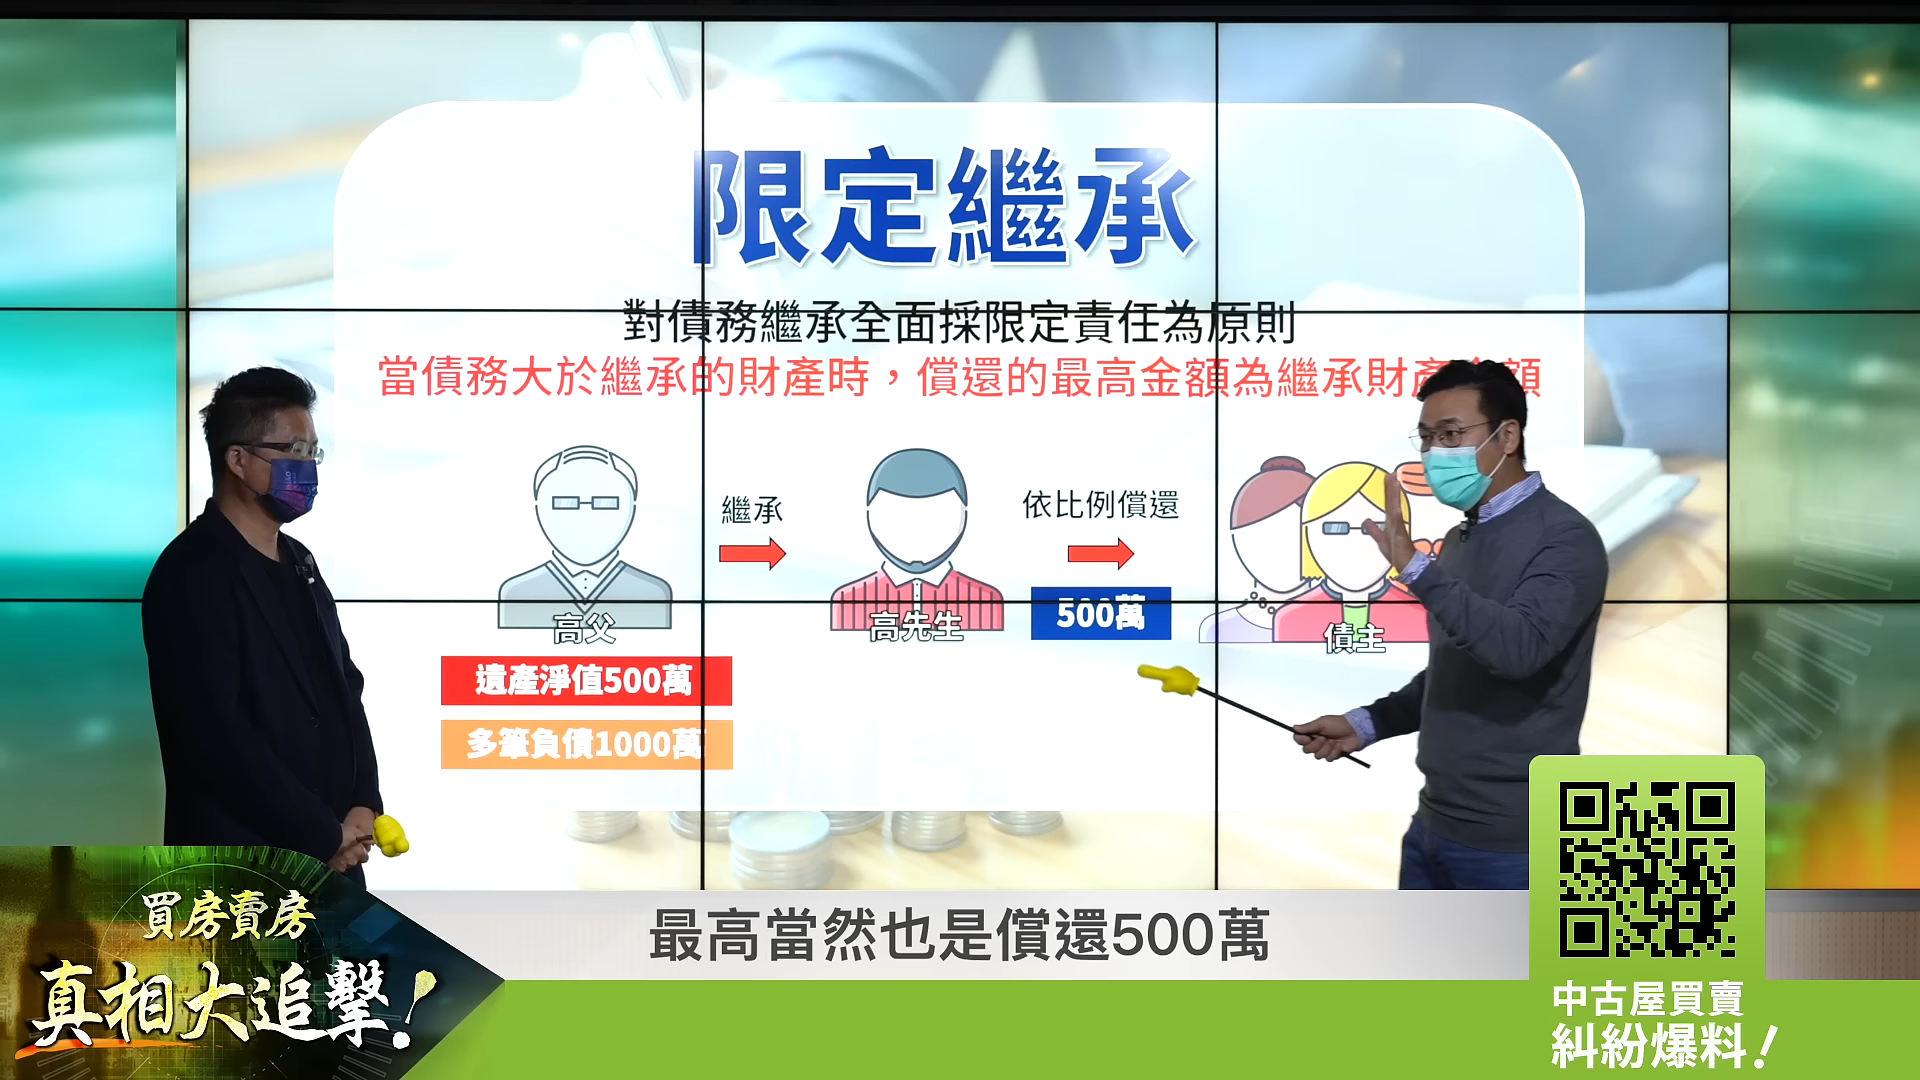 限定繼承
對債務繼承全面採限定責任為原則
當債務大於繼承的財產時，償還的最高金額為繼承財產 額
繼承
依比例償還
500萬
高父
高先生
債主
遺產淨值500萬
多筆負債1000萬
最高當然也是償還500萬
買房賣房
真相大追擊!
中古屋買賣
糾紛爆料!